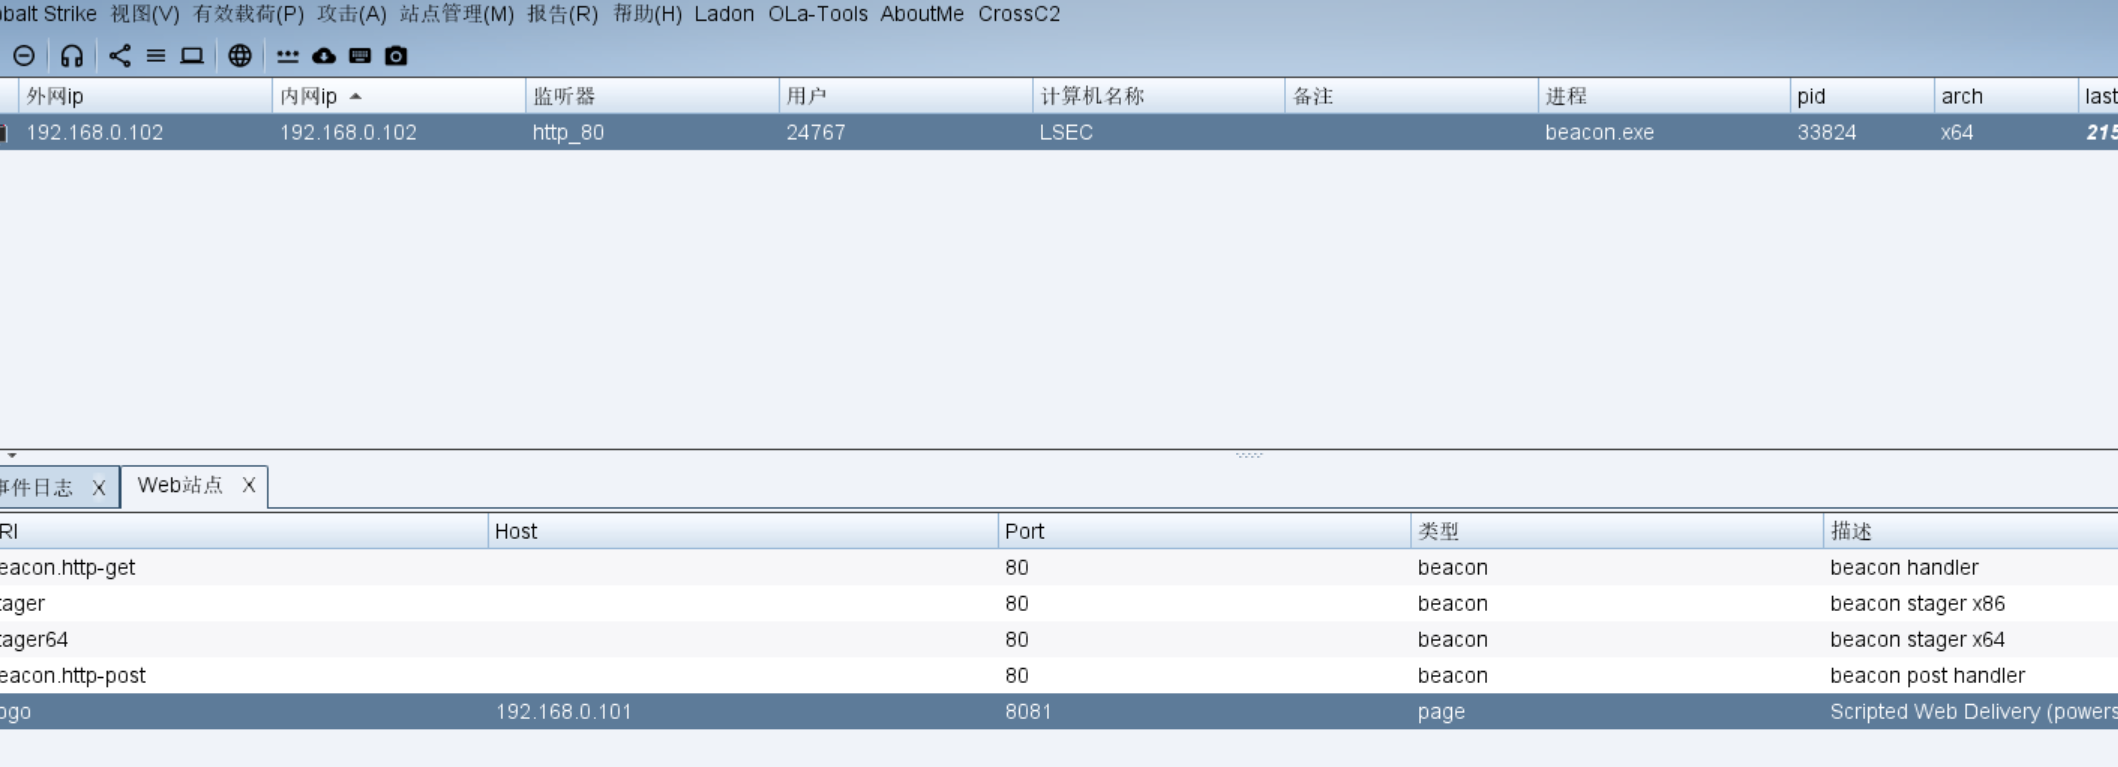 obalt Strike 视图(V) 有效载荷(P) 攻击(A) 站点管理(M) 报告(R) 帮助(H) Ladon OLa-Tools AboutMe CrossC2
外网ip 内网ip 监听器 用户 计算机名称 备注 进程 pid arch last
192.168.0.102 192.168.0.102 http_80 24767 LSEC beacon.exe 33824 x64 215
事件日志 X Web站点 X
RI Host Port 类型 描述
eacon.http-get 80 beacon beacon handler
tager 80 beacon beacon stager x86
tager64 80 beacon beacon stager x64
eacon.http-post 80 beacon beacon post handler
ogo 192.168.0.101 8081 page Scripted Web Delivery (powers